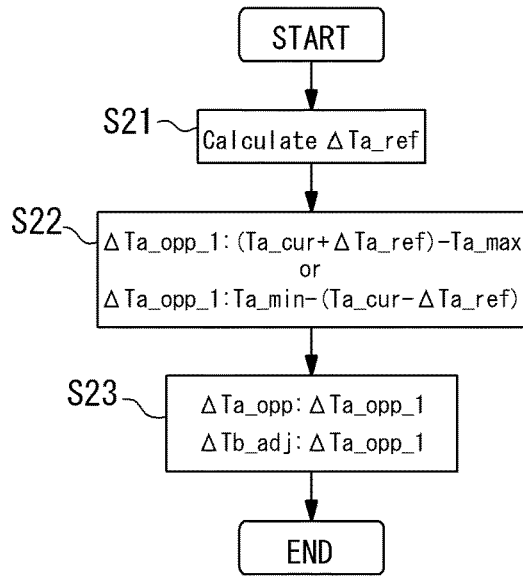 START
S21
Calculate ΔTa_ref
S22
ΔTa_opp_1:(Ta_cur+ΔTa_ref)-Ta_max
or
ΔTa_opp_1:Ta_min-(Ta_cur-ΔTa_ref)
S23
ΔTa_opp:ΔTa_opp_1
ΔTb_adj:ΔTa_opp_1
END